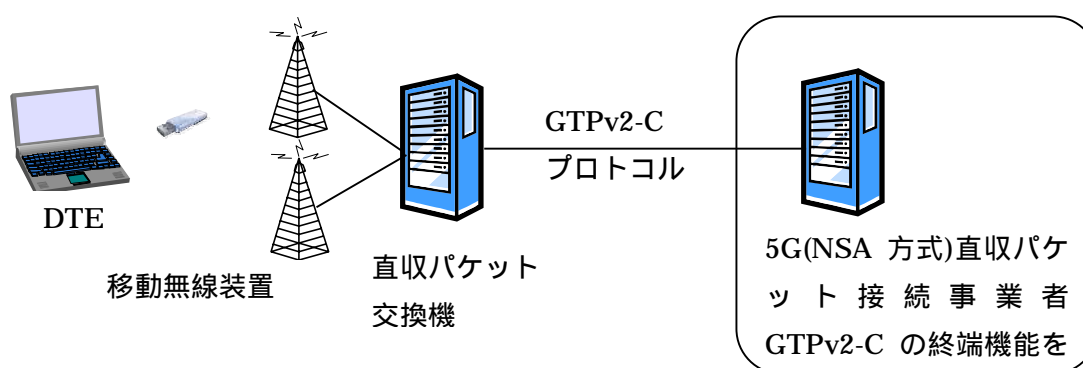 DTE
移動無線装置
直収パケット
交換機
GTPv2-C
プロトコル
5G(NSA 方式)直収パケ
ット接続事業者
GTPv2-C の終端機能を